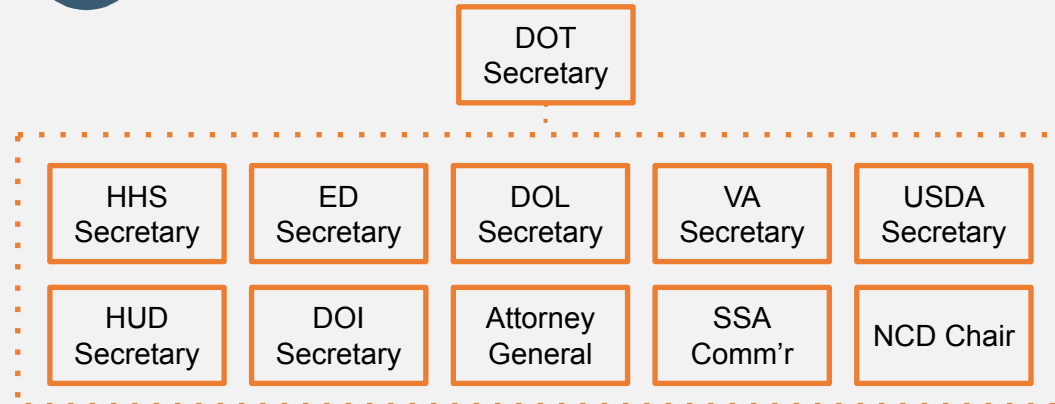 DOT
Secretary
HHS
Secretary
ED
Secretary
DOL
Secretary
VA
Secretary
USDA
Secretary
HUD
Secretary
DOI
Secretary
Attorney
General
SSA
Comm’r
NCD Chair